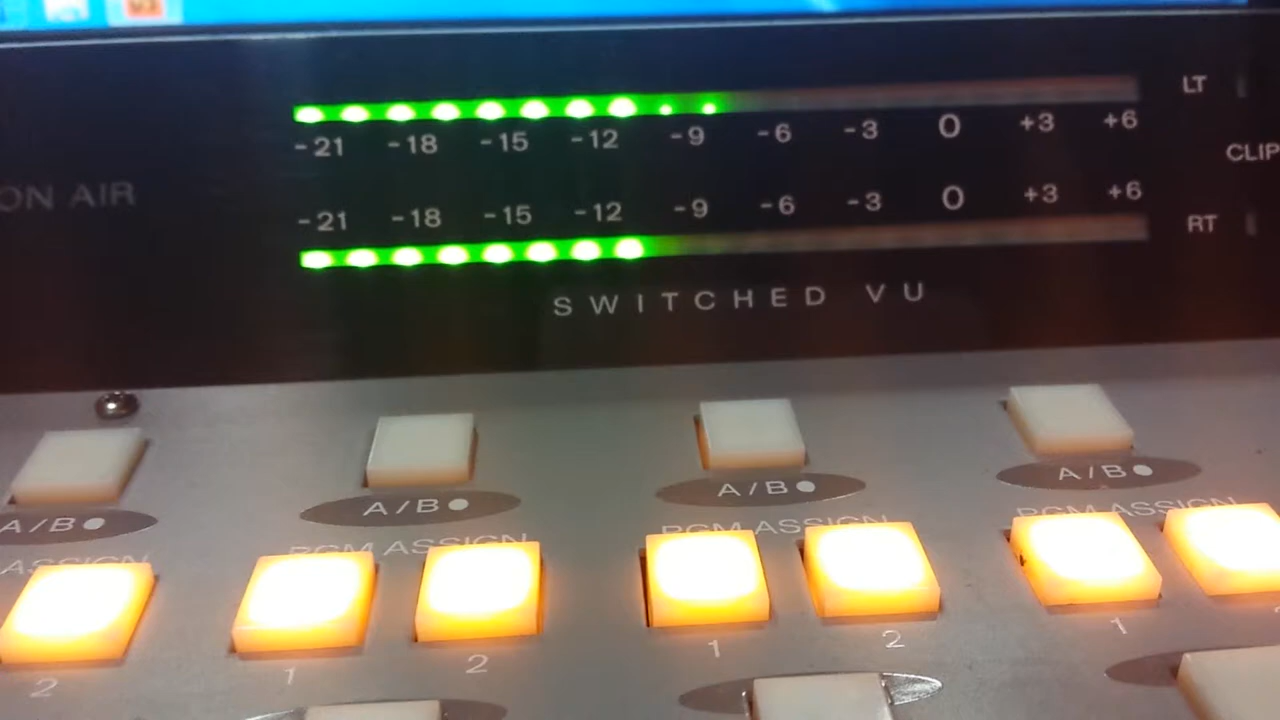 LT
-21 -18 -15 -12 -9 -6 -3 0 +3 +6
CLIP
ON AIR
-21 -18 -15 -12 -9 -6 -3 0 +3 +6
RT
SWITCHED VU
A/B A/B A/B A/B
ASSIGN PGM ASSIGN PGM ASSIGN PGM ASSIGN
2 1 2 1 2 1